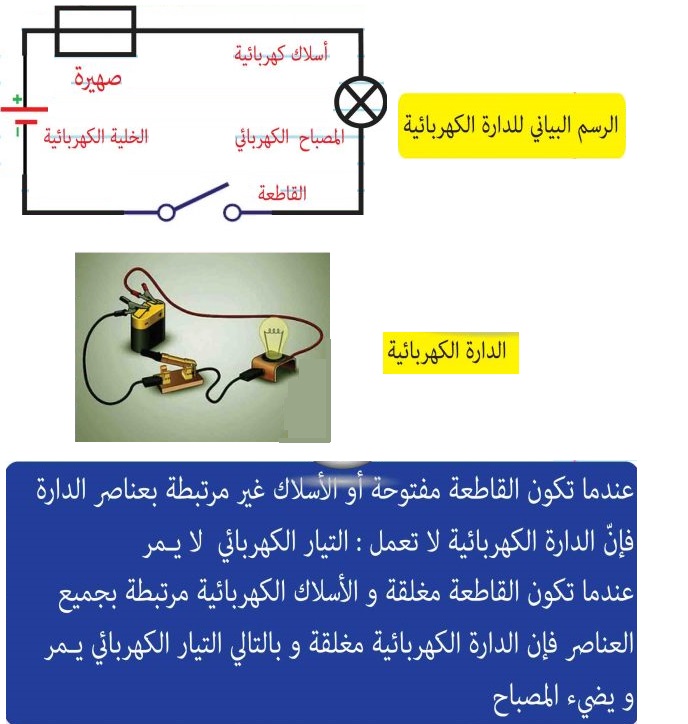 أسلاك كهربائية
صهيرة
+
الرسم البياني للدارة الكهربائية
المصباح الكهربائي
الخلية الكهربائية
-
القاطعة
الدارة الكهربائية
عندما تكون القاطعة مفتوحة أو الأسلاك غير مرتبطة بعناصر الدارة
فإنّ الدارة الكهربائية لا تعمل : التيار الكهربائي لا يـمر
عندما تكون القاطعة مغلقة و الأسلاك الكهربائية مرتبطة بجميع
العناصر فإن الدارة الكهربائية مغلقة و بالتالي التيار الكهربائي يـمر
و يضيء المصباح